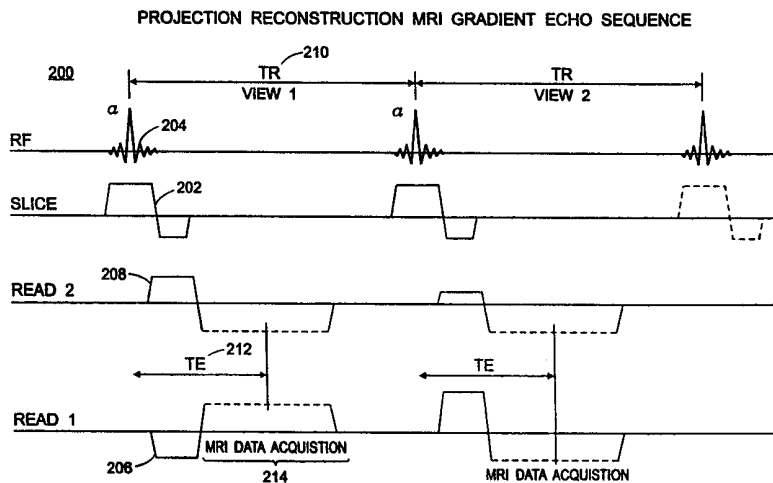 PROJECTION RECONSTRUCTION MRI GRADIENT ECHO SEQUENCE
200
210
TR
TR
VIEW 1
VIEW 2
a
a
204
RF
202
SLICE
208
READ 2
212
TE
TE
READ 1
MRI DATA ACQUISTION
206
214
MRI DATA ACQUISTION